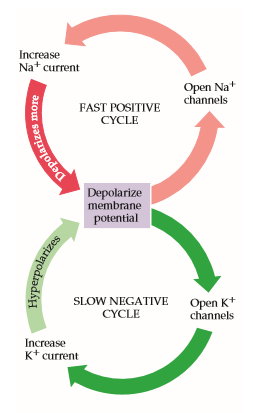 Increase
Na⁺ current
Open Na⁺
channels
FAST POSITIVE
CYCLE
Depolarizes more
Depolarize
membrane
potential
Hyperpolarizes
SLOW NEGATIVE
CYCLE
Open K⁺
channels
Increase
K⁺ current